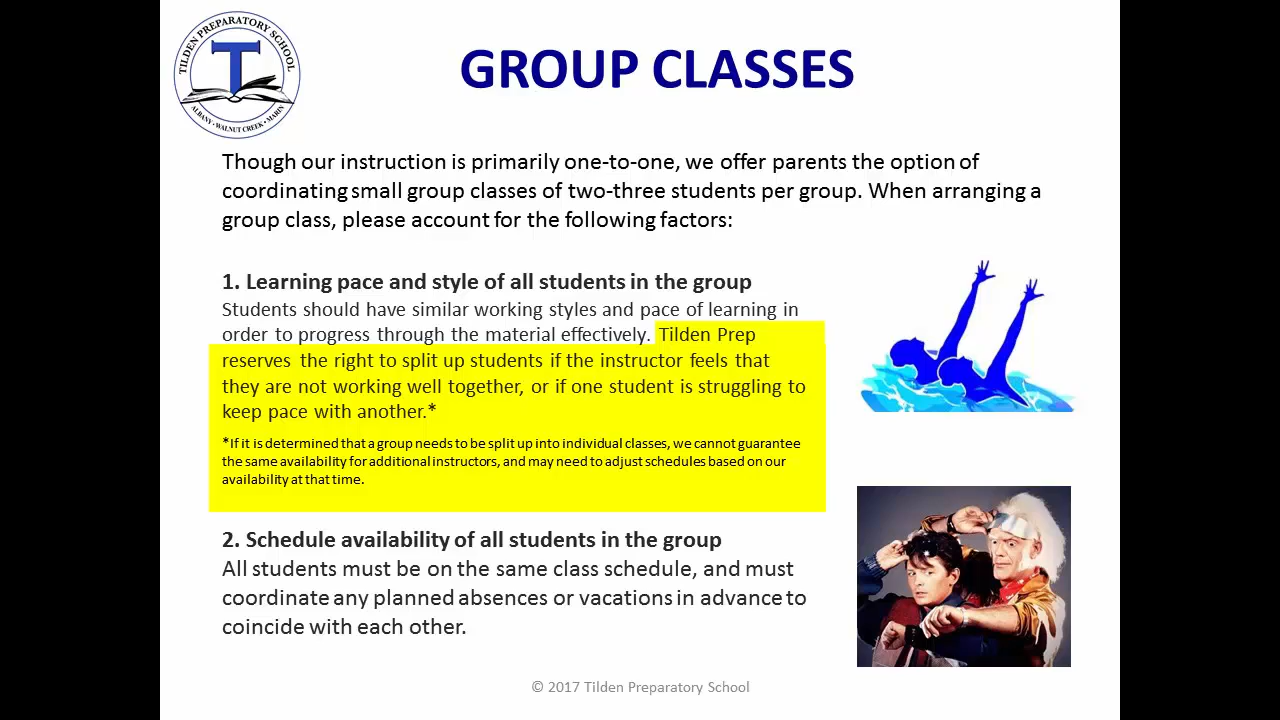 TILDEN PREPARATORY SCHOOL
T
ALBANY • WALNUT CREEK • MARIN
GROUP CLASSES
Though our instruction is primarily one-to-one, we offer parents the option of
coordinating small group classes of two-three students per group. When arranging a
group class, please account for the following factors:
1. Learning pace and style of all students in the group
Students should have similar working styles and pace of learning in
order to progress through the material effectively. Tilden Prep
reserves the right to split up students if the instructor feels that
they are not working well together, or if one student is struggling to
keep pace with another.*
*If it is determined that a group needs to be split up into individual classes, we cannot guarantee
the same availability for additional instructors, and may need to adjust schedules based on our
availability at that time.
2. Schedule availability of all students in the group
All students must be on the same class schedule, and must
coordinate any planned absences or vacations in advance to
coincide with each other.
© 2017 Tilden Preparatory School